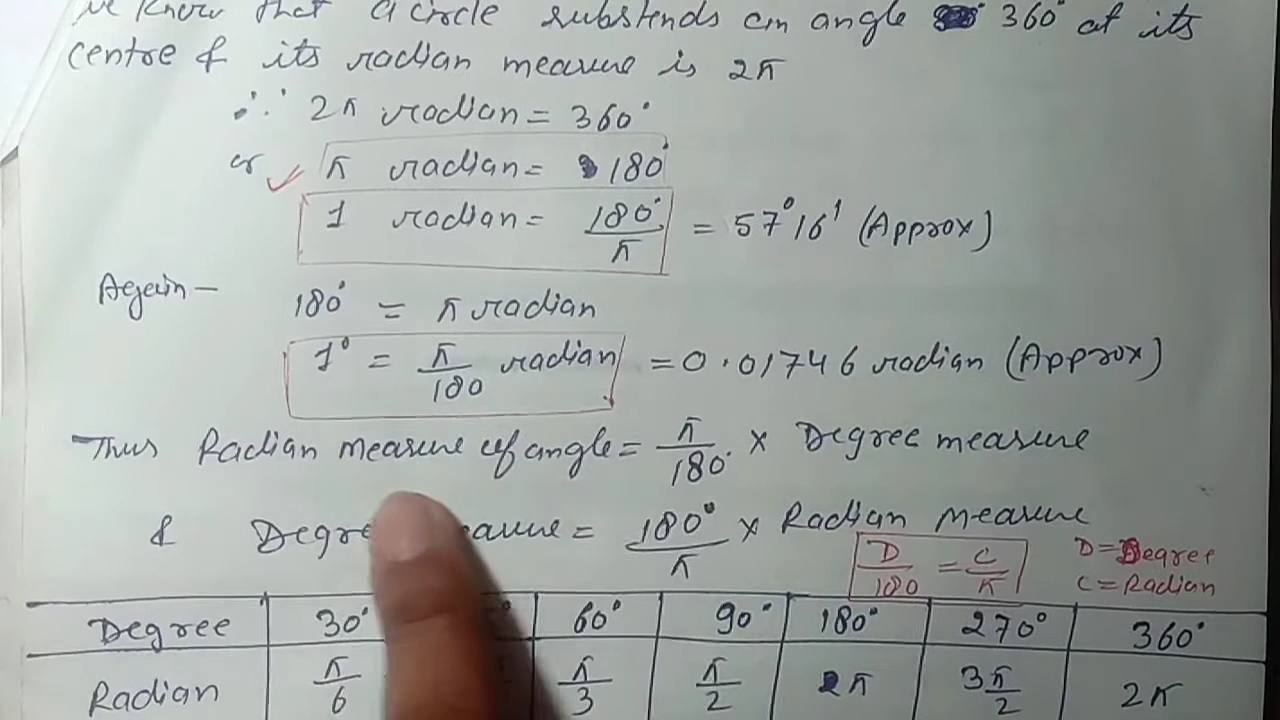 we know that a circle substends an angle 360° at its
centre & its radian measure is 2π
∴ 2π radian = 360°
or π radian = 180°
1 radian = 180°/π = 57°16' (Approx)
Again – 180° = π radian
1° = π/180 radian = 0.01746 radian (Approx)
Thus Radian measure of angle = π/180° × Degree measure
& Degre = 180°/π × Radian measure
D/180 = C/π
D = Degree
C = Radian
Degree 30° 60° 90° 180° 270° 360°
Radian π/6 π/3 π/2 π 3π/2 2π